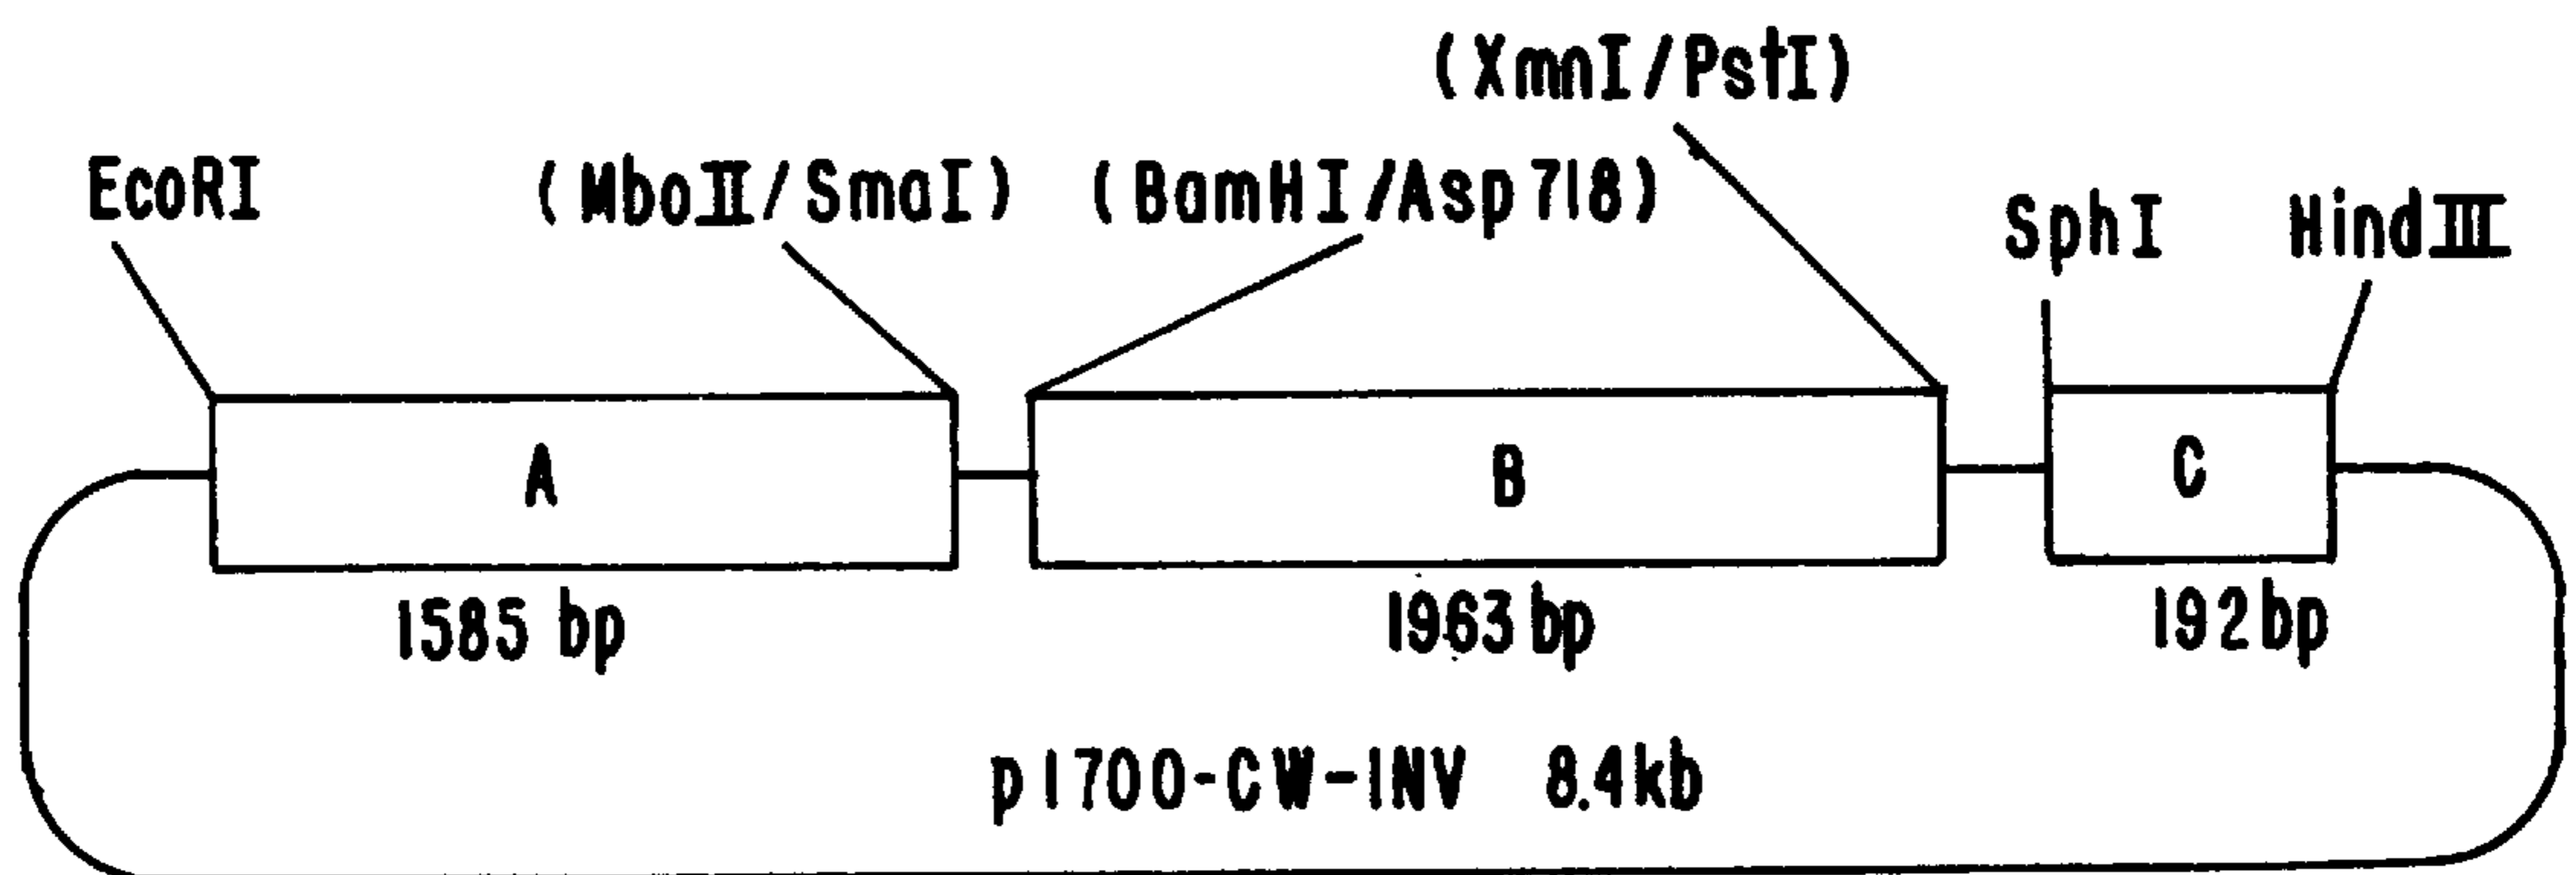 (XmnI/PstI)
EcoRI (MboII/SmaI) (BamHI/Asp718)
SphI HindIII
A B C
1585 bp 1963 bp 192 bp
p1700-CW-INV 8.4kb